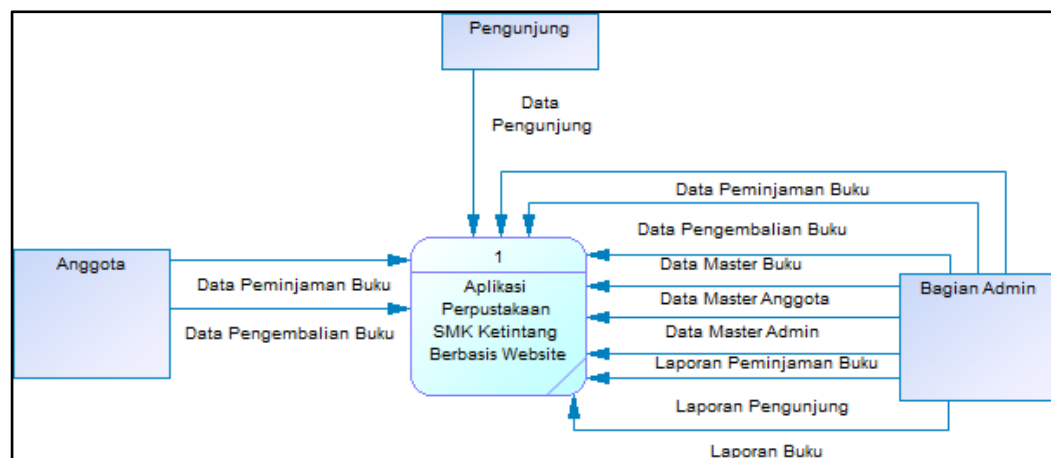 Pengunjung
Data
Pengunjung
Data Peminjaman Buku
Data Pengembalian Buku
Anggota
1
Data Master Buku
Data Peminjaman Buku
Aplikasi
Perpustakaan
SMK Ketintang
Berbasis Website
Data Master Anggota
Bagian Admin
Data Pengembalian Buku
Data Master Admin
Laporan Peminjaman Buku
Laporan Pengunjung
Laporan Buku